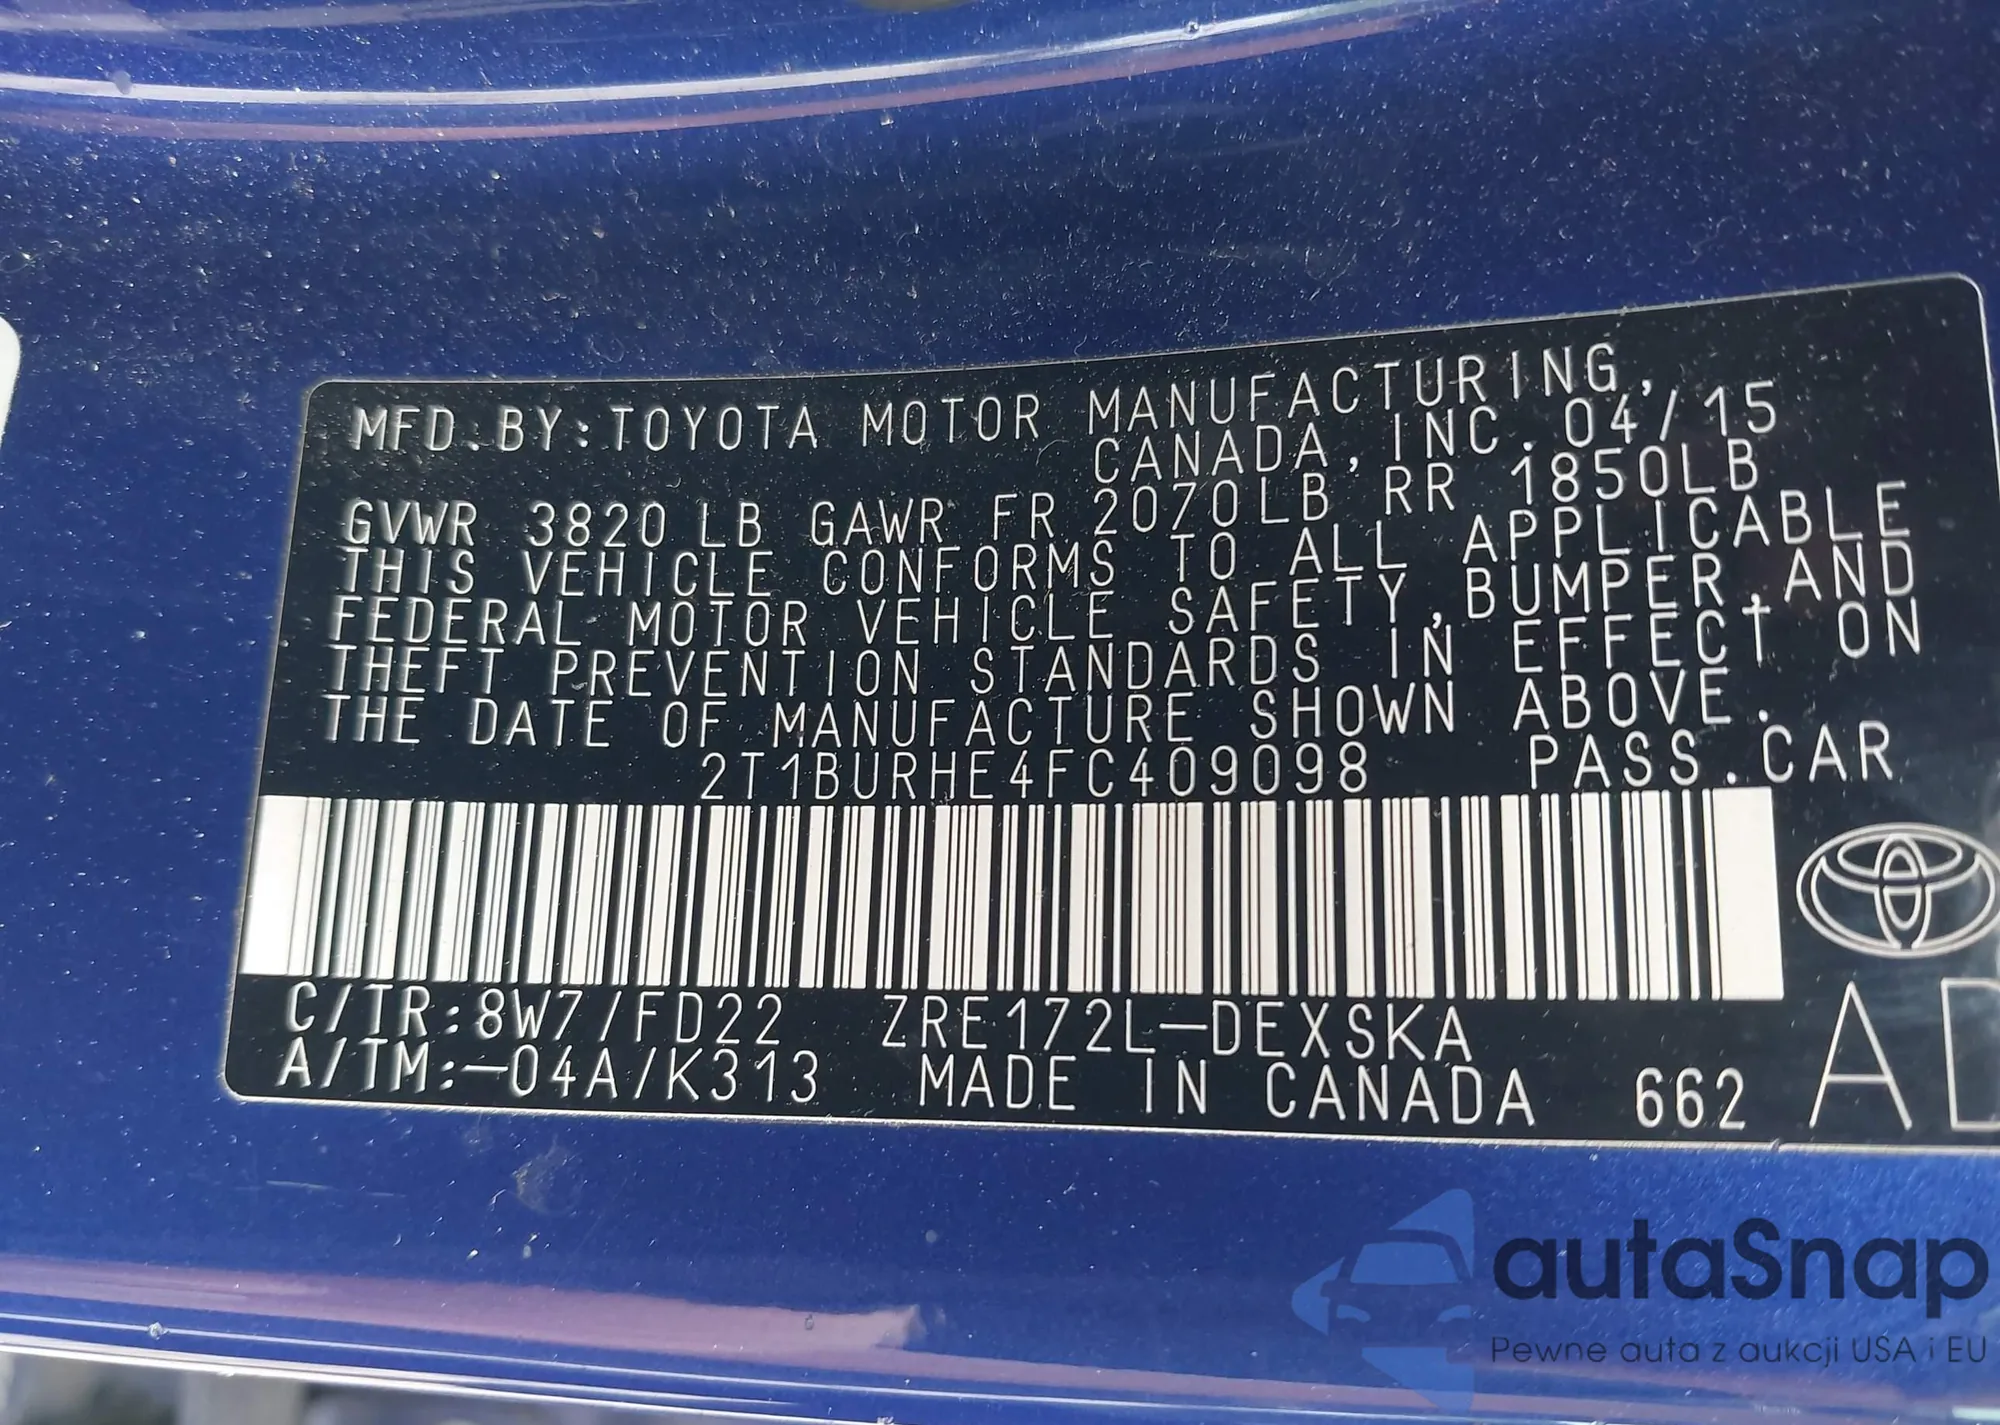 MFD.BY:TOYOTA MOTOR MANUFACTURING,
CANADA, INC. 04/15
GVWR 3820 LB GAWR FR 2070LB RR 1850LB
THIS VEHICLE CONFORMS TO ALL APPLICABLE
FEDERAL MOTOR VEHICLE SAFETY,BUMPER,AND
THEFT PREVENTION STANDARDS IN EFFECT ON
THE DATE OF MANUFACTURE SHOWN ABOVE.
2T1BURHE4FC409098 PASS.CAR
C/TR:8W7/FD22 ZRE172L-DEXSKA
A/TM:-04A/K313 MADE IN CANADA 662 AD
autaSnap
Pewne auta z aukcji USA i EU